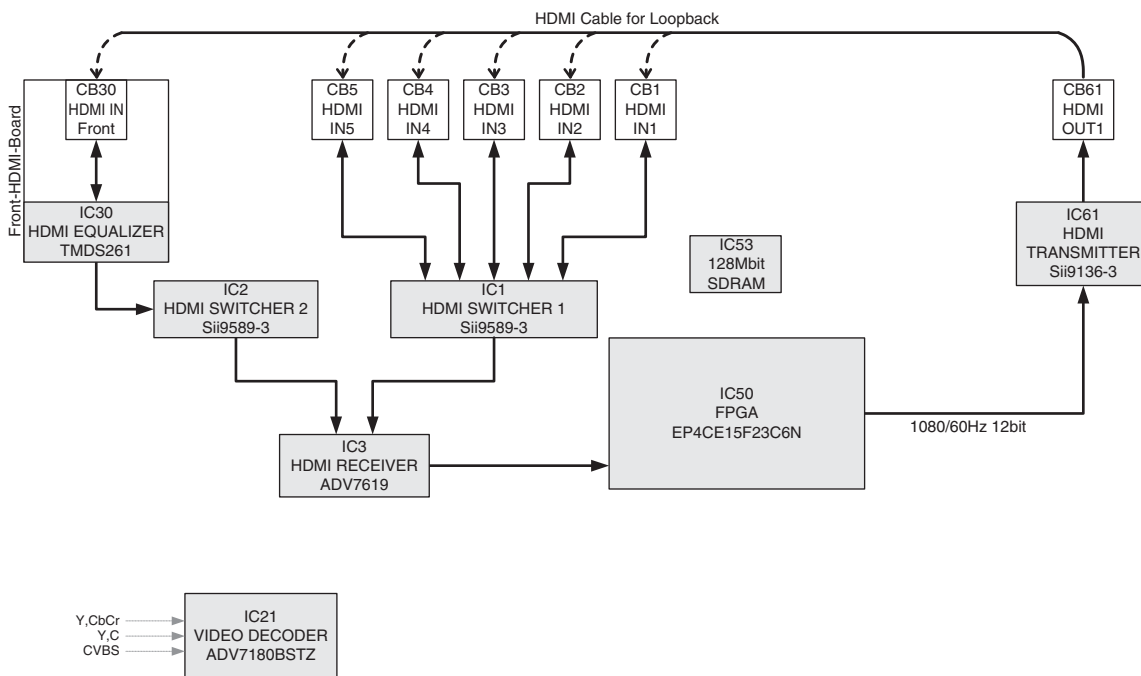 HDMI Cable for Loopback
Front-HDMI-Board
CB30
HDMI IN
Front
CB5
HDMI
IN5
CB4
HDMI
IN4
CB3
HDMI
IN3
CB2
HDMI
IN2
CB1
HDMI
IN1
CB61
HDMI
OUT1
IC30
HDMI EQUALIZER
TMDS261
IC53
128Mbit
SDRAM
IC61
HDMI
TRANSMITTER
Sii9136-3
IC2
HDMI SWITCHER 2
Sii9589-3
IC1
HDMI SWITCHER 1
Sii9589-3
IC50
FPGA
EP4CE15F23C6N
1080/60Hz 12bit
IC3
HDMI RECEIVER
ADV7619
Y,CbCr
Y,C
CVBS
IC21
VIDEO DECODER
ADV7180BSTZ